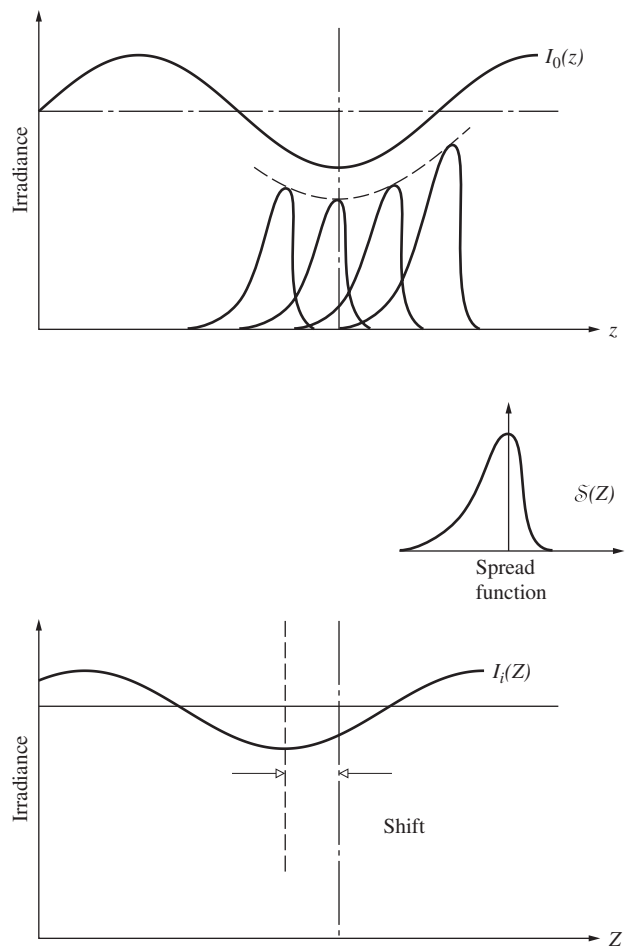 I₀(z)
Irradiance
z
𝒮(Z)
Spread
function
Iᵢ(Z)
Irradiance
Shift
Z